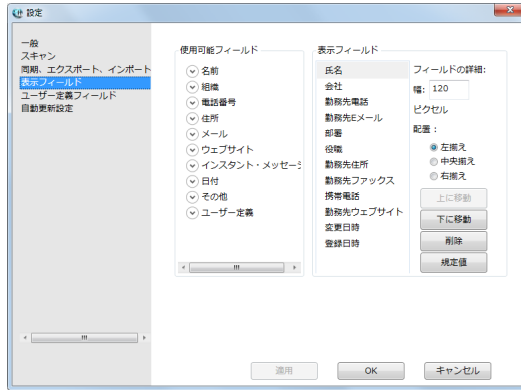 設定
一般
スキャン
同期、エクスポート、インポート
表示フィールド
ユーザー定義フィールド
自動更新設定
使用可能フィールド
名前
組織
電話番号
住所
メール
ウェブサイト
インスタント・メッセージ
日付
その他
ユーザー定義
表示フィールド
氏名
会社
勤務先電話
勤務先Eメール
部署
役職
勤務先住所
勤務先ファックス
携帯電話
勤務先ウェブサイト
変更日時
登録日時
フィールドの詳細:
幅: 120
ピクセル
配置:
左揃え
中央揃え
右揃え
上に移動
下に移動
削除
規定値
適用
OK
キャンセル